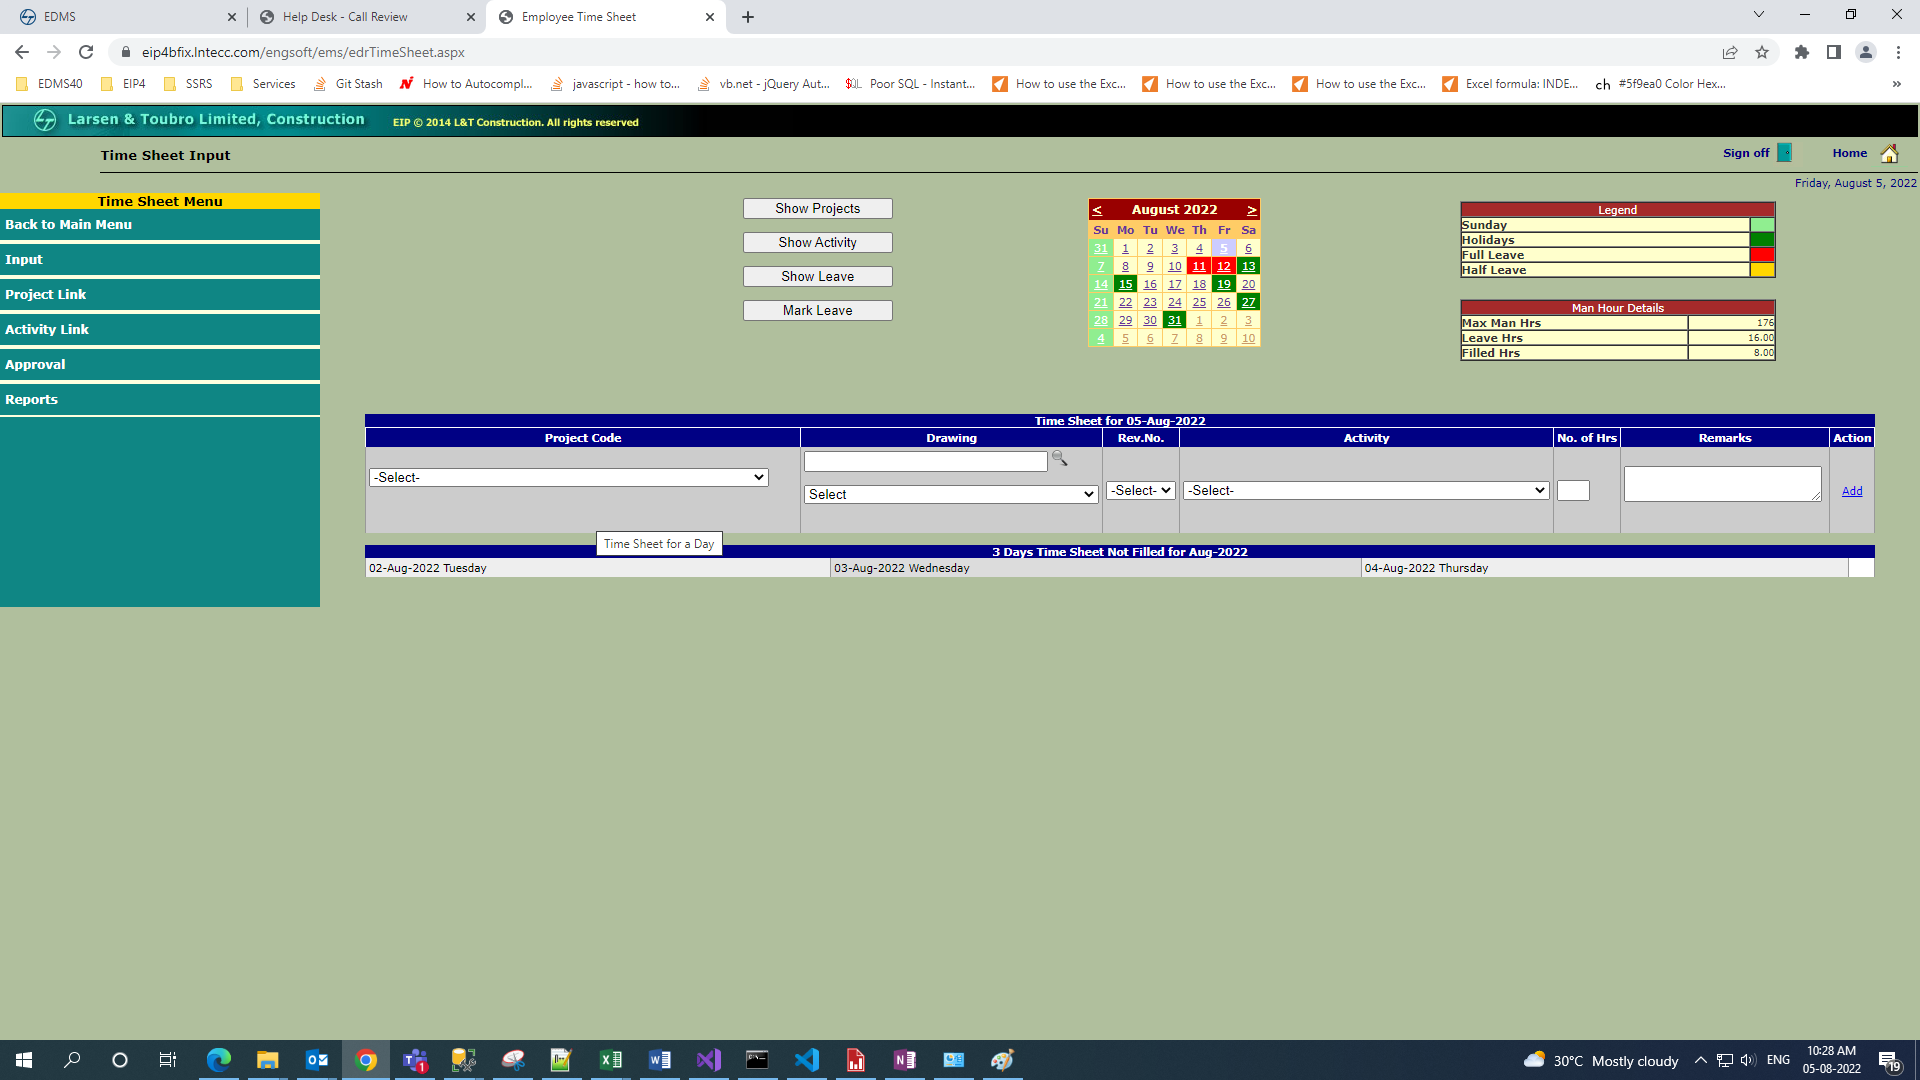 EDMS
Help Desk - Call Review
Employee Time Sheet
eip4bfix.lntecc.com/engsoft/ems/edrTimeSheet.aspx
EDMS40 EIP4 SSRS Services Git Stash How to Autocompl... javascript - how to... vb.net - jQuery Aut... Poor SQL - Instant... How to use the Exc... How to use the Exc... How to use the Exc... Excel formula: INDE... ch #5f9ea0 Color Hex... »
Larsen & Toubro Limited, Construction EIP © 2014 L&T Construction. All rights reserved
Time Sheet Input
Sign off Home
Friday, August 5, 2022
Time Sheet Menu
Back to Main Menu
Input
Project Link
Activity Link
Approval
Reports
Show Projects
Show Activity
Show Leave
Mark Leave
< August 2022 >
Su Mo Tu We Th Fr Sa
31 1 2 3 4 5 6
7 8 9 10 11 12 13
14 15 16 17 18 19 20
21 22 23 24 25 26 27
28 29 30 31 1 2 3
4 5 6 7 8 9 10
Legend
Sunday
Holidays
Full Leave
Half Leave
Man Hour Details
Max Man Hrs 176
Leave Hrs 16.00
Filled Hrs 8.00
Time Sheet for 05-Aug-2022
Project Code Drawing Rev.No. Activity No. of Hrs Remarks Action
-Select- Select -Select- -Select- Add
Time Sheet for a Day
3 Days Time Sheet Not Filled for Aug-2022
02-Aug-2022 Tuesday 03-Aug-2022 Wednesday 04-Aug-2022 Thursday
30°C Mostly cloudy ENG
10:28 AM
05-08-2022
19
1